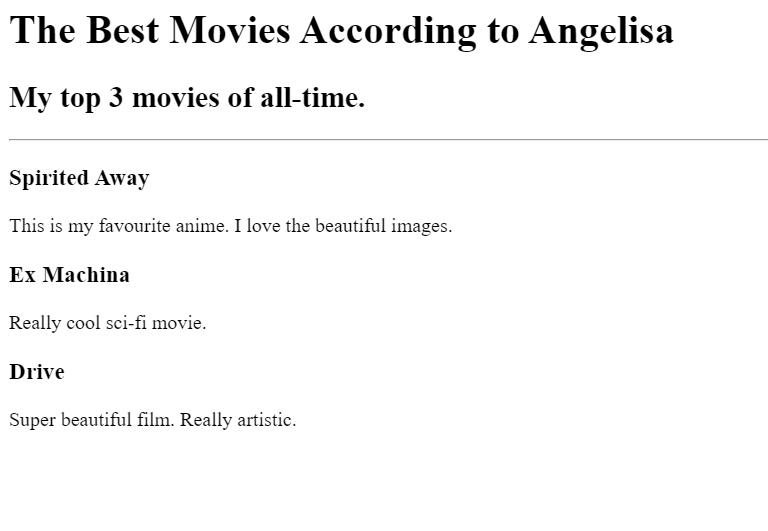 The Best Movies According to Angelisa
My top 3 movies of all-time.
Spirited Away
This is my favourite anime. I love the beautiful images.
Ex Machina
Really cool sci-fi movie.
Drive
Super beautiful film. Really artistic.